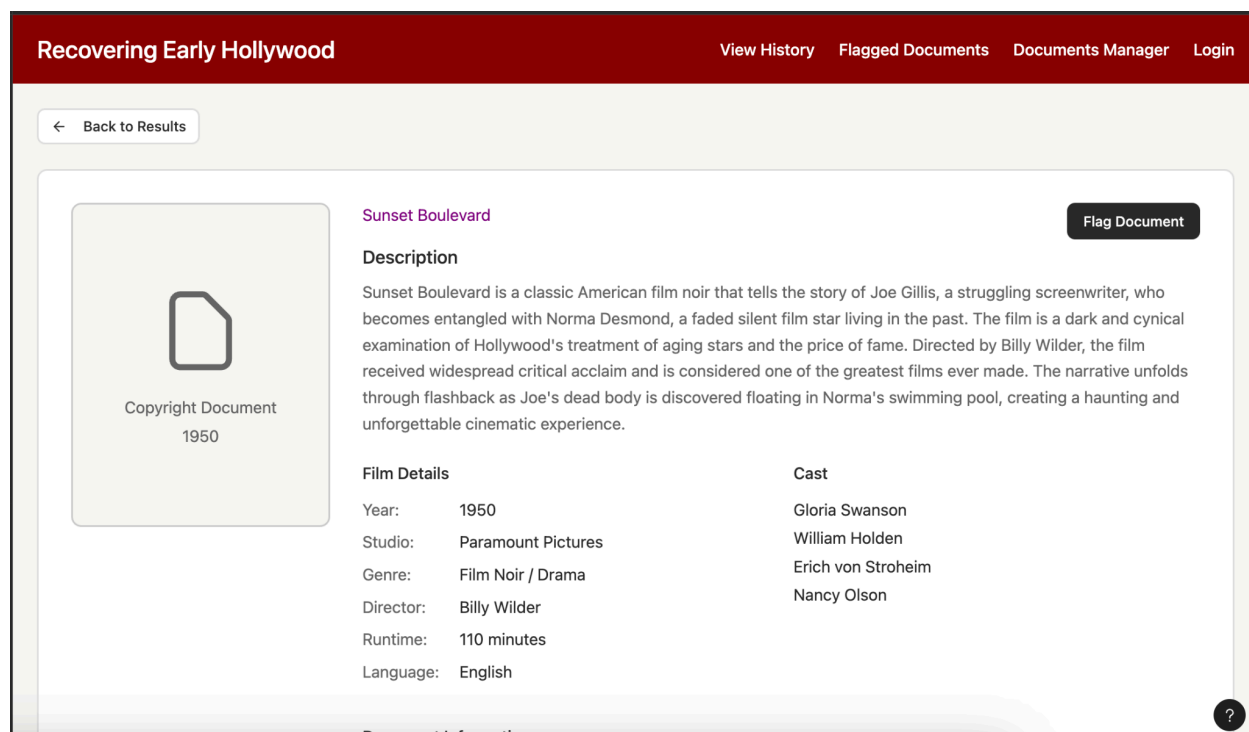 Recovering Early Hollywood
View History Flagged Documents Documents Manager Login
← Back to Results
Copyright Document
1950
Sunset Boulevard
Flag Document
Description
Sunset Boulevard is a classic American film noir that tells the story of Joe Gillis, a struggling screenwriter, who
becomes entangled with Norma Desmond, a faded silent film star living in the past. The film is a dark and cynical
examination of Hollywood's treatment of aging stars and the price of fame. Directed by Billy Wilder, the film
received widespread critical acclaim and is considered one of the greatest films ever made. The narrative unfolds
through flashback as Joe's dead body is discovered floating in Norma's swimming pool, creating a haunting and
unforgettable cinematic experience.
Film Details
Year: 1950
Studio: Paramount Pictures
Genre: Film Noir / Drama
Director: Billy Wilder
Runtime: 110 minutes
Language: English
Cast
Gloria Swanson
William Holden
Erich von Stroheim
Nancy Olson
?